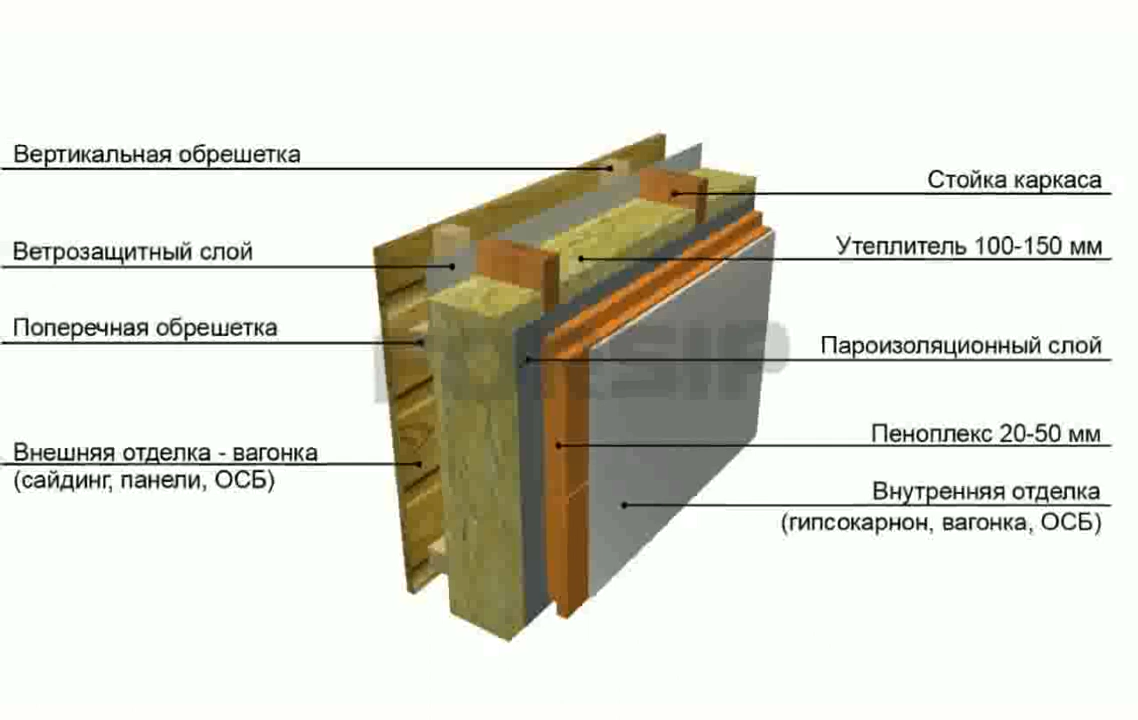 Вертикальная обрешетка
Ветрозащитный слой
Поперечная обрешетка
Внешняя отделка - вагонка
(сайдинг, панели, ОСБ)
Стойка каркаса
Утеплитель 100-150 мм
Пароизоляционный слой
Пеноплекс 20-50 мм
Внутренняя отделка
(гипсокарнон, вагонка, ОСБ)